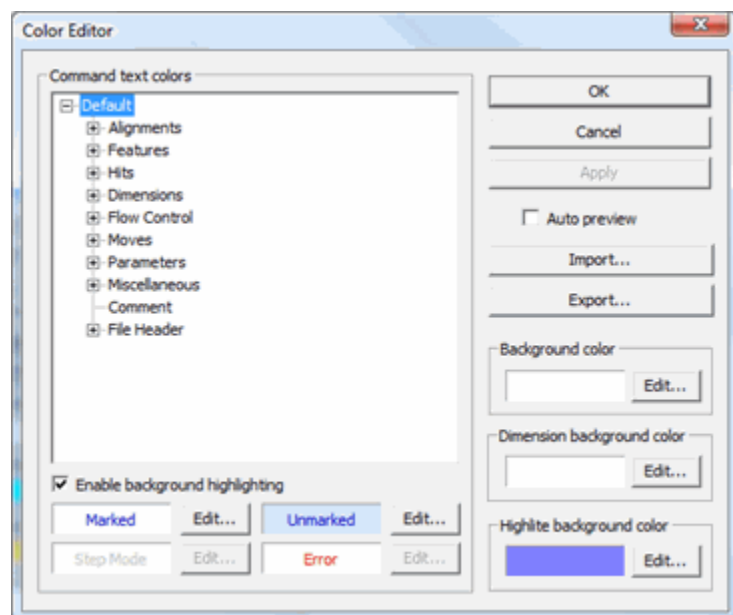 Color Editor
Command text colors
Default
Alignments
Features
Hits
Dimensions
Flow Control
Moves
Parameters
Miscellaneous
Comment
File Header
Enable background highlighting
Marked Edit... Unmarked Edit...
Step Mode Edit... Error Edit...
OK
Cancel
Apply
Auto preview
Import...
Export...
Background color
Edit...
Dimension background color
Edit...
Highlite background color
Edit...